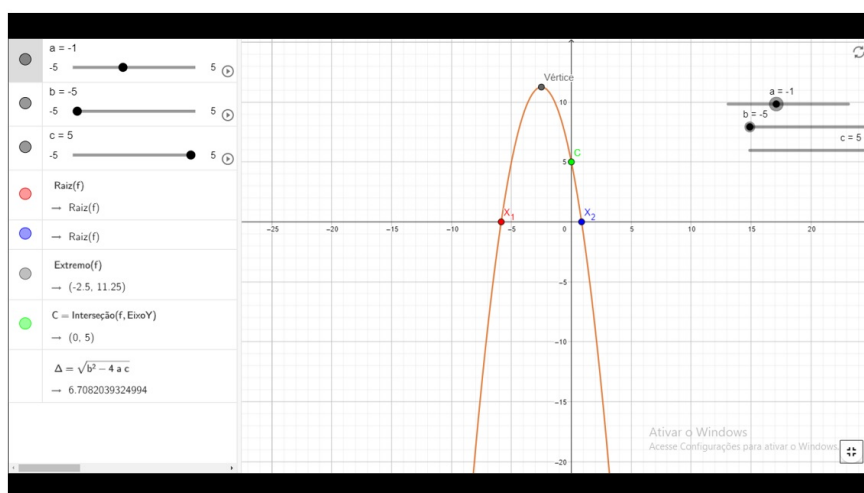 a = -1
-5
5
b = -5
-5
5
c = 5
-5
5
Raiz(f)
→ Raiz(f)
→ Raiz(f)
Extremo(f)
→ (-2.5, 11.25)
C = Interseção(f, EixoY)
→ (0, 5)
Δ = √(b² − 4 a c)
→ 6.7082039324994
Vértice
10
a = -1
b = -5
c = 5
5
C
X₁
X₂
-25
-20
-15
-10
-5
0
5
10
15
20
-5
-10
-15
-20
Ativar o Windows
Acesse Configurações para ativar o Windows.